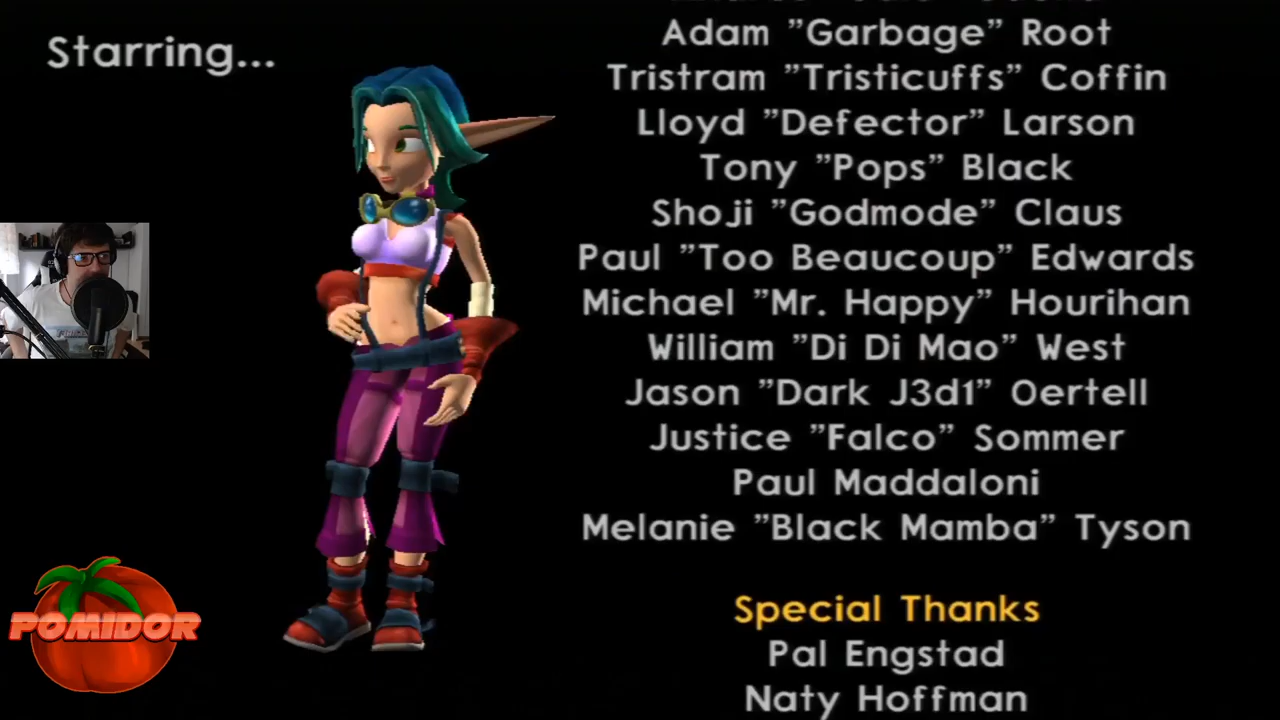 Starring...
Adam "Garbage" Root
Tristram "Tristicuffs" Coffin
Lloyd "Defector" Larson
Tony "Pops" Black
Shoji "Godmode" Claus
Paul "Too Beaucoup" Edwards
Michael "Mr. Happy" Hourihan
William "Di Di Mao" West
Jason "Dark J3d1" Oertell
Justice "Falco" Sommer
Paul Maddaloni
Melanie "Black Mamba" Tyson
Special Thanks
Pal Engstad
Naty Hoffman
POMIDOR